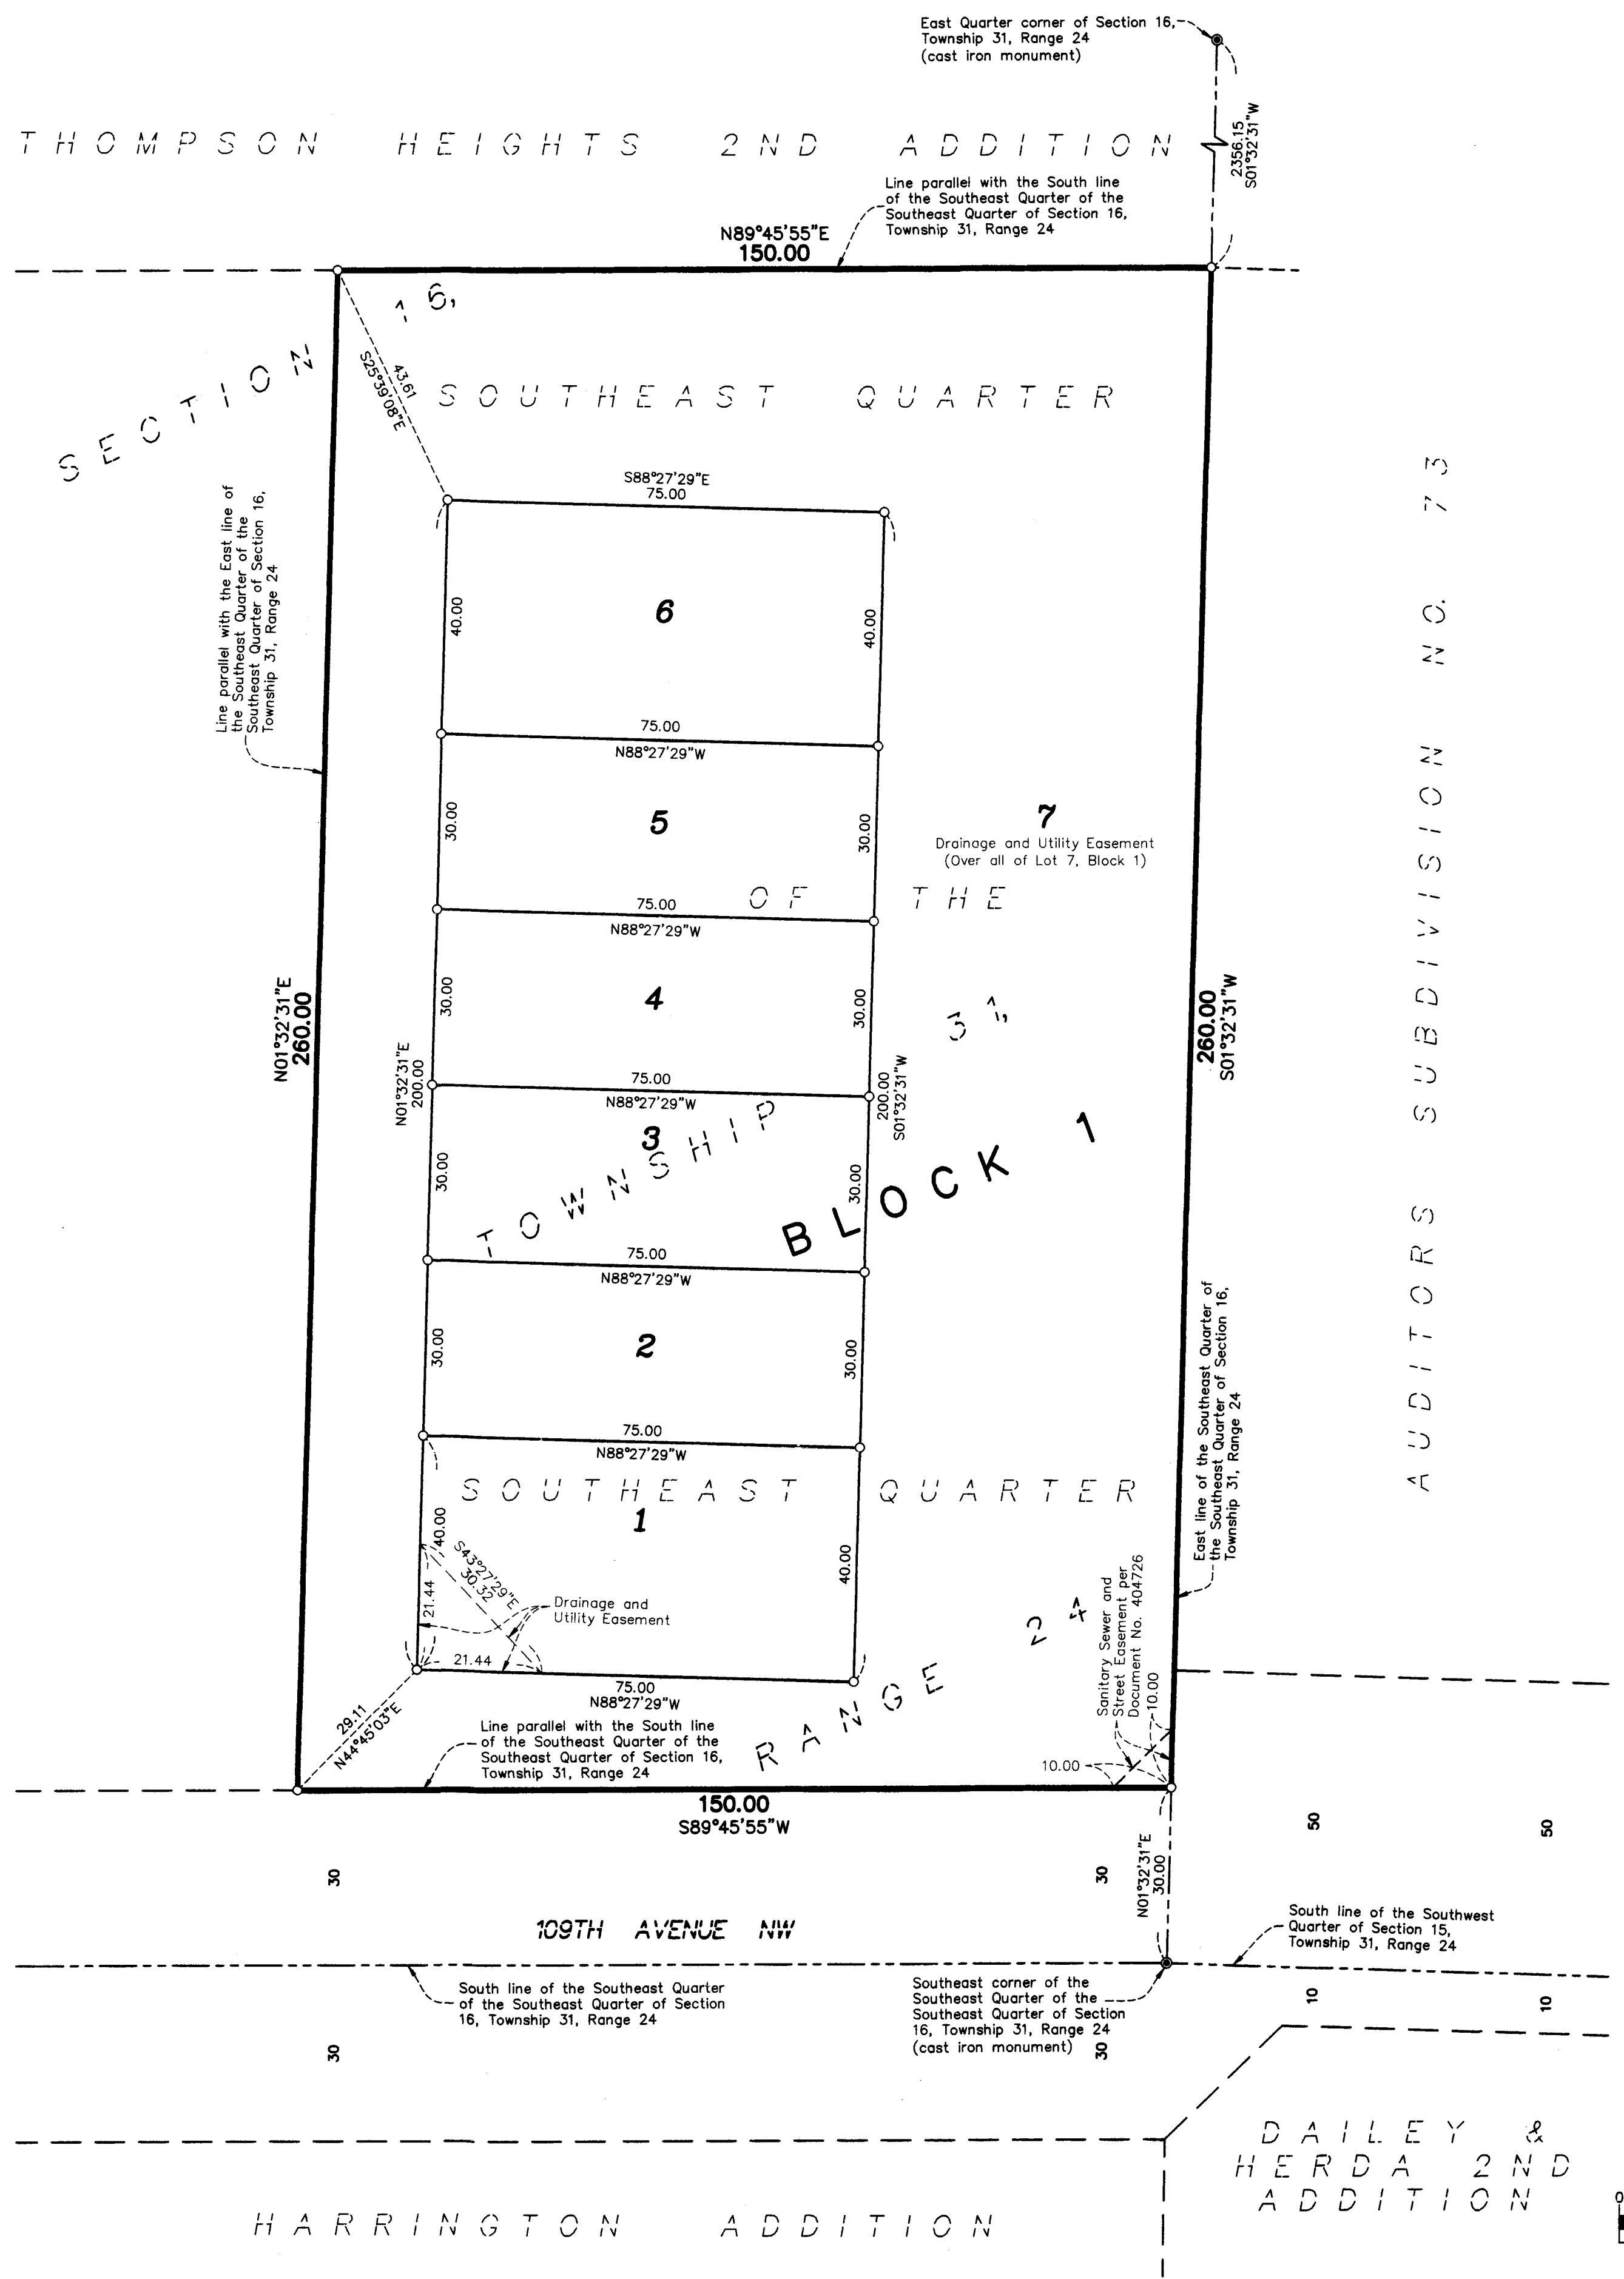 East Quarter corner of Section 16,
Township 31, Range 24
(cast iron monument)
2356.15
S01°32'31"W
THOMPSON HEIGHTS 2ND ADDITION
Line parallel with the South line
of the Southeast Quarter of the
Southeast Quarter of Section 16,
Township 31, Range 24
N89°45'55"E
150.00
SECTION 16,
43.61
S25°39'08"E
SOUTHEAST QUARTER
S88°27'29"E
75.00
Line parallel with the East line of
the Southeast Quarter of the
Southeast Quarter of Section 16,
Township 31, Range 24
40.00
6
40.00
75.00
N88°27'29"W
30.00
5
30.00
7
Drainage and Utility Easement
(Over all of Lot 7, Block 1)
75.00
N88°27'29"W
OF THE
30.00
4
30.00
N01°32'31"E
260.00
N01°32'31"E
200.00
75.00
N88°27'29"W
200.00
S01°32'31"W
260.00
S01°32'31"W
TOWNSHIP 31,
30.00
3
30.00
BLOCK 1
75.00
N88°27'29"W
30.00
2
30.00
75.00
N88°27'29"W
SOUTHEAST QUARTER
40.00
1
40.00
21.44
S43°27'29"E
30.32
Drainage and
Utility Easement
21.44
75.00
N88°27'29"W
29.11
N44°45'03"E
Line parallel with the South line
of the Southeast Quarter of the
Southeast Quarter of Section 16,
Township 31, Range 24
RANGE 24
Sanitary Sewer and
Street Easement per
Document No. 404726
10.00
10.00
East line of the Southeast Quarter of
the Southeast Quarter of Section 16,
Township 31, Range 24
AUDITORS SUBDIVISION NO. 73
150.00
S89°45'55"W
30
30
N01°32'31"E
30.00
50
50
109TH AVENUE NW
South line of the Southwest
Quarter of Section 15,
Township 31, Range 24
South line of the Southeast Quarter
of the Southeast Quarter of Section
16, Township 31, Range 24
Southeast corner of the
Southeast Quarter of the
Southeast Quarter of Section
16, Township 31, Range 24
(cast iron monument)
10
10
30
30
DAILEY &
HERDA 2ND
ADDITION
HARRINGTON ADDITION
0